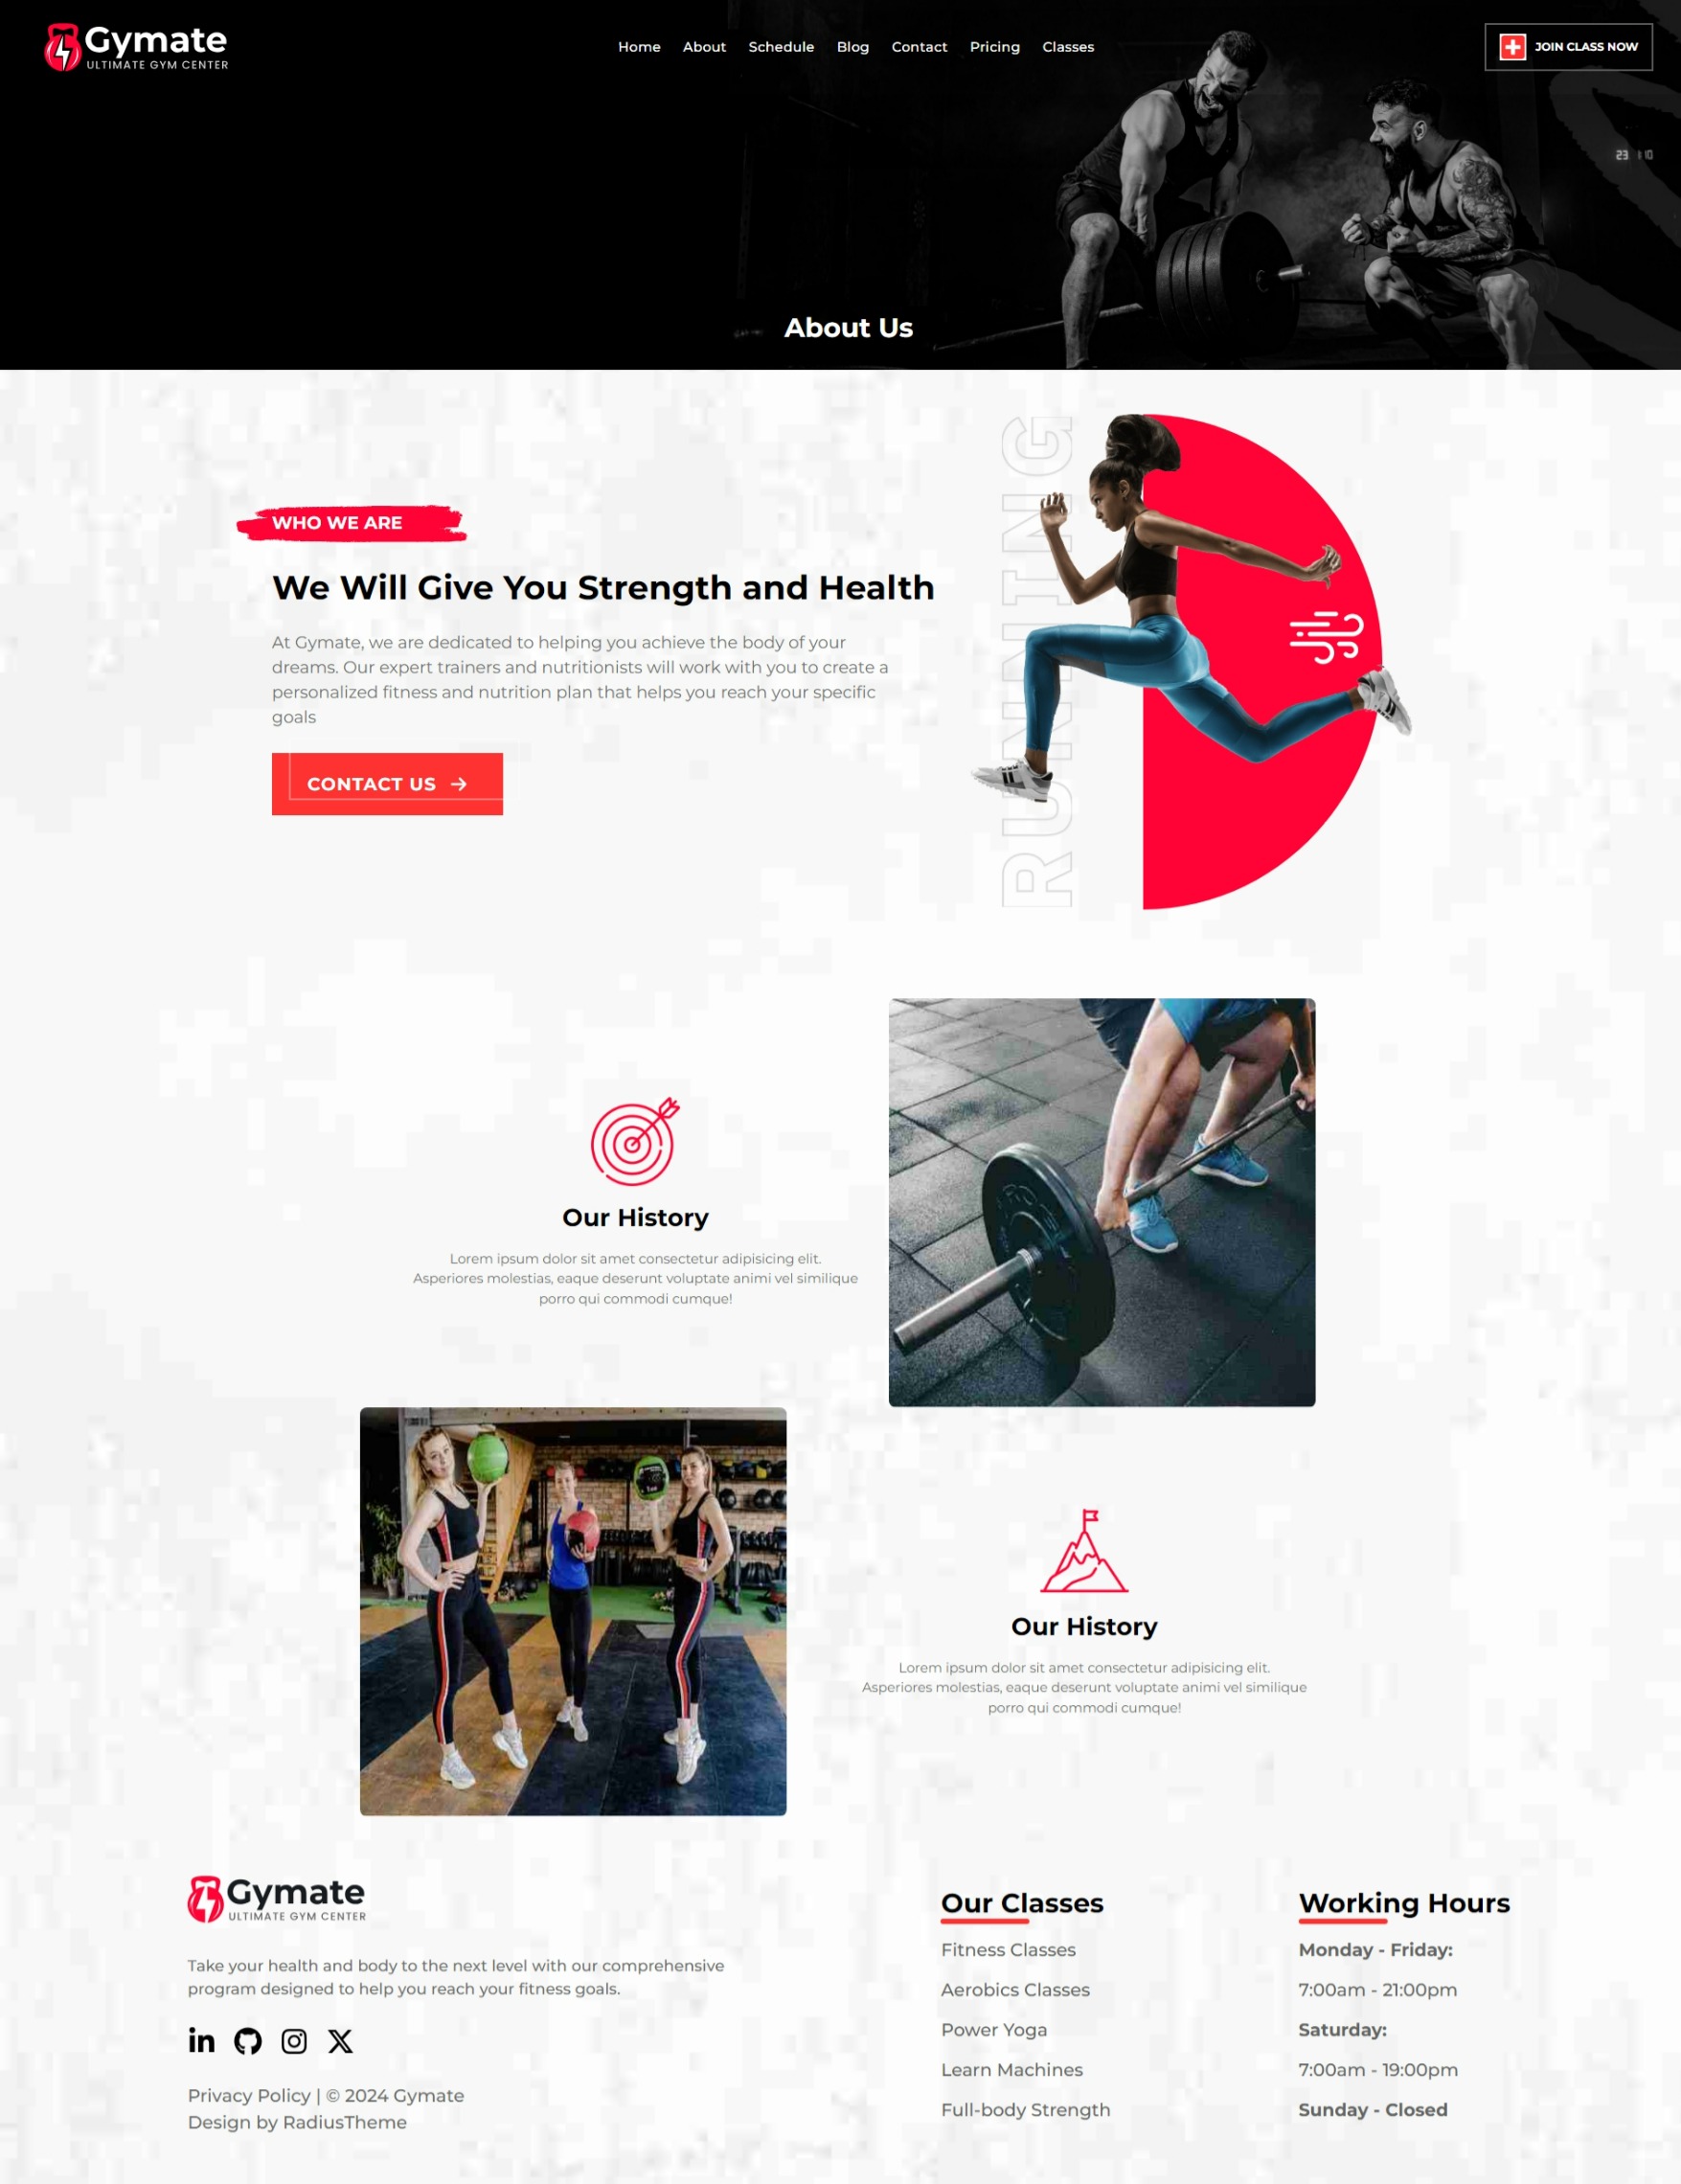 Gymate
ULTIMATE GYM CENTER
Home About Schedule Blog Contact Pricing Classes
JOIN CLASS NOW
23 1:10
About Us
WHO WE ARE
We Will Give You Strength and Health
At Gymate, we are dedicated to helping you achieve the body of your
dreams. Our expert trainers and nutritionists will work with you to create a
personalized fitness and nutrition plan that helps you reach your specific
goals
CONTACT US
RUNNING
Our History
Lorem ipsum dolor sit amet consectetur adipisicing elit.
Asperiores molestias, eaque deserunt voluptate animi vel similique
porro qui commodi cumque!
Our History
Lorem ipsum dolor sit amet consectetur adipisicing elit.
Asperiores molestias, eaque deserunt voluptate animi vel similique
porro qui commodi cumque!
Gymate
ULTIMATE GYM CENTER
Take your health and body to the next level with our comprehensive
program designed to help you reach your fitness goals.
Privacy Policy | © 2024 Gymate
Design by RadiusTheme
Our Classes
Fitness Classes
Aerobics Classes
Power Yoga
Learn Machines
Full-body Strength
Working Hours
Monday - Friday:
7:00am - 21:00pm
Saturday:
7:00am - 19:00pm
Sunday - Closed